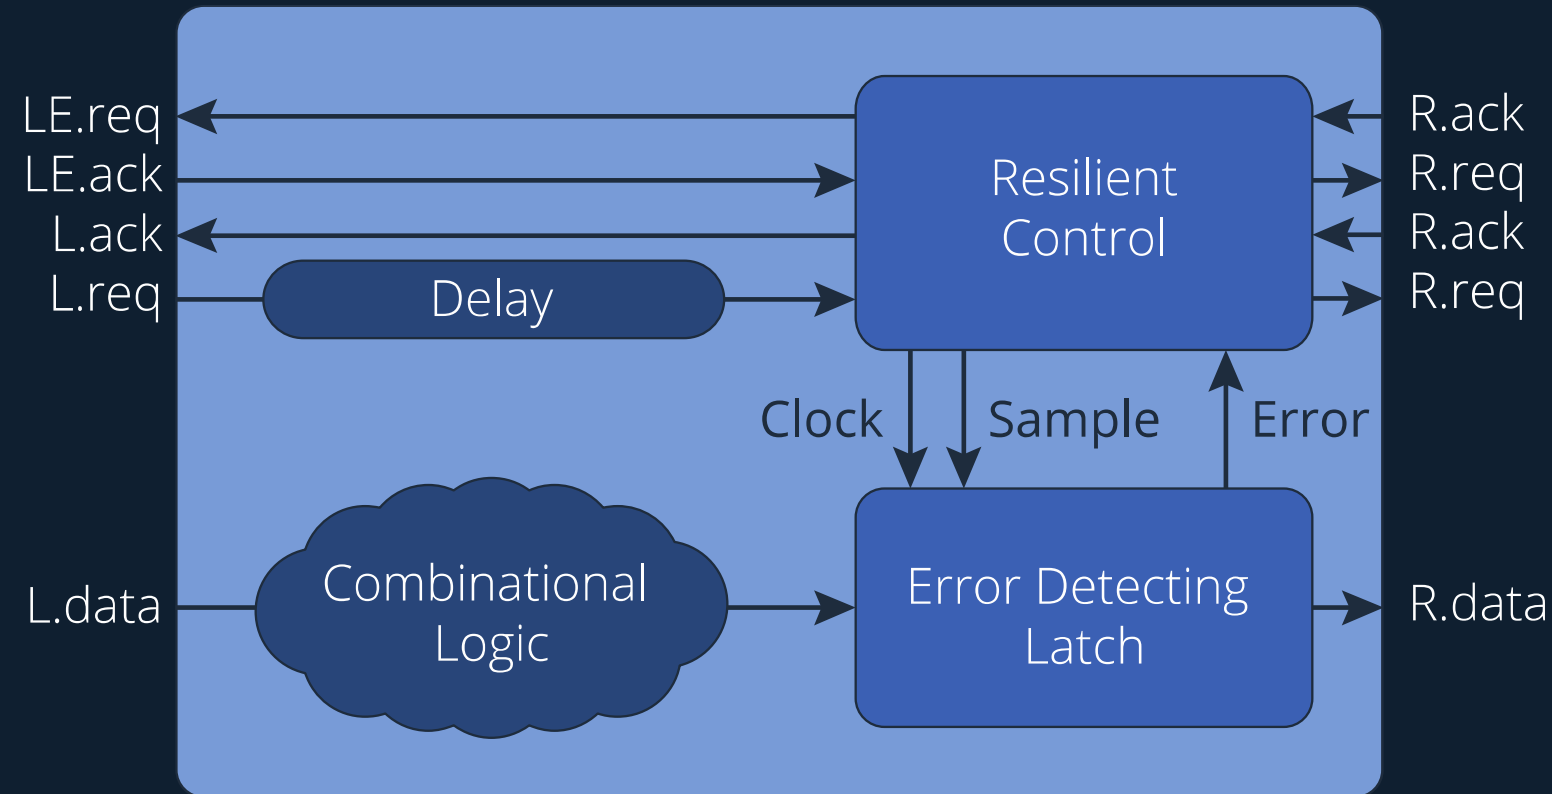 LE.req
LE.ack
L.ack
L.req
Delay
Resilient
Control
R.ack
R.req
R.ack
R.req
Clock
Sample
Error
L.data
Combinational
Logic
Error Detecting
Latch
R.data